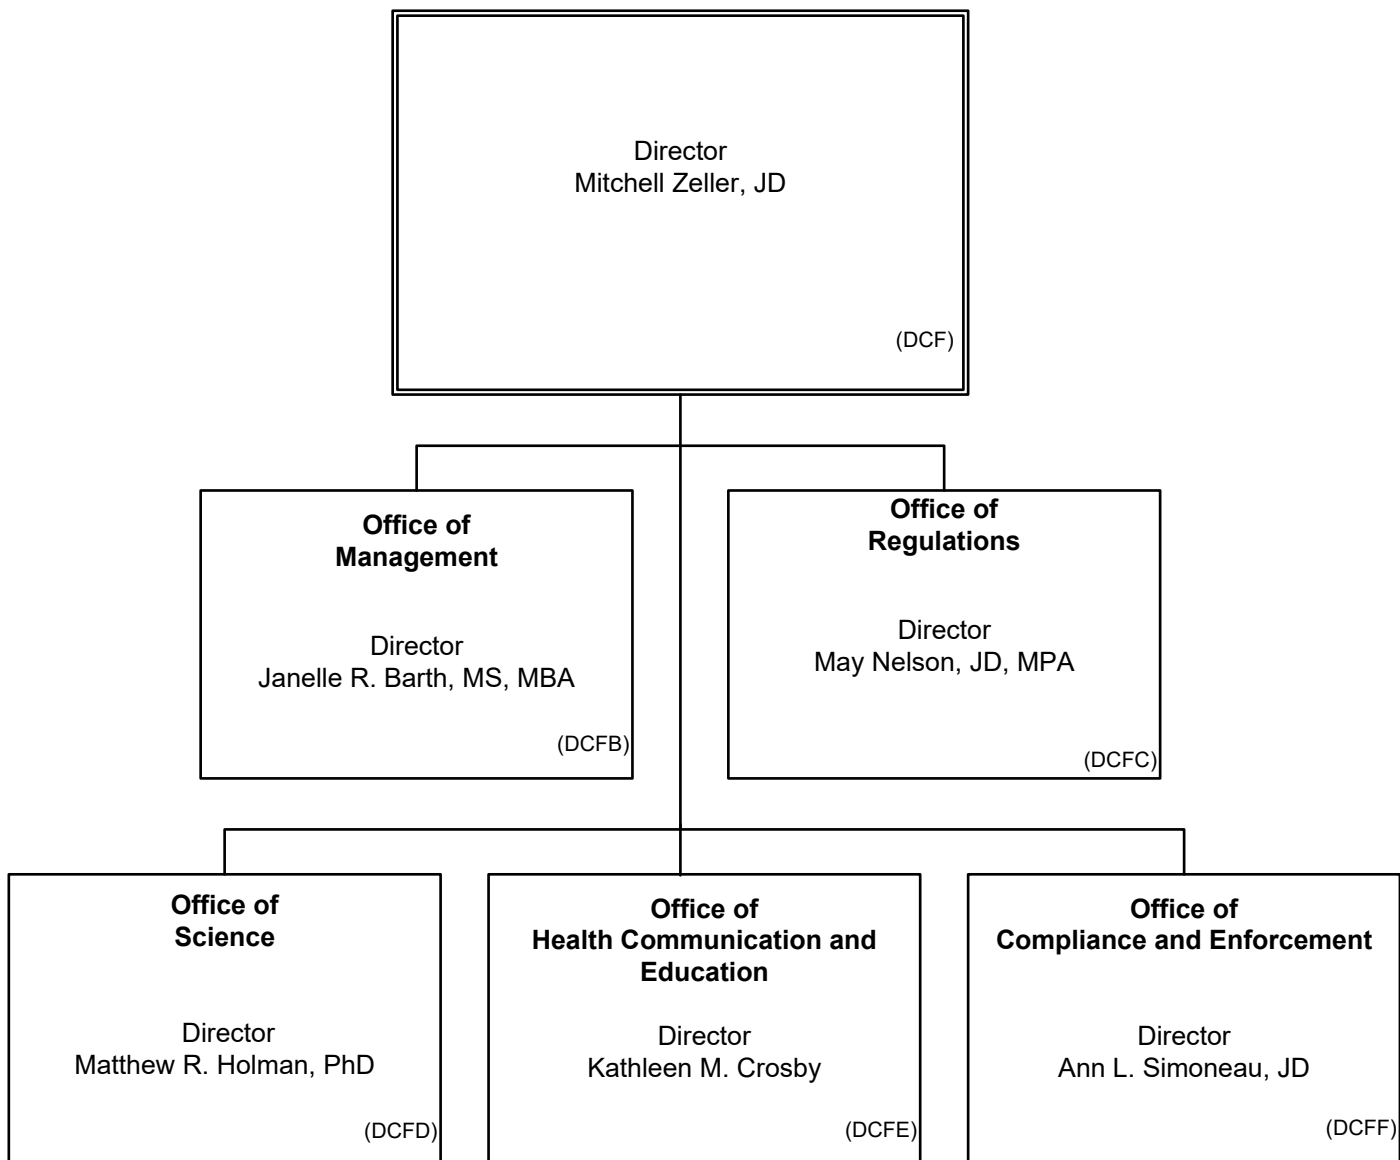 Director
Mitchell Zeller, JD
(DCF)
Office of
Management
Director
Janelle R. Barth, MS, MBA
(DCFB)
Office of
Regulations
Director
May Nelson, JD, MPA
(DCFC)
Office of
Science
Director
Matthew R. Holman, PhD
(DCFD)
Office of
Health Communication and
Education
Director
Kathleen M. Crosby
(DCFE)
Office of
Compliance and Enforcement
Director
Ann L. Simoneau, JD
(DCFF)